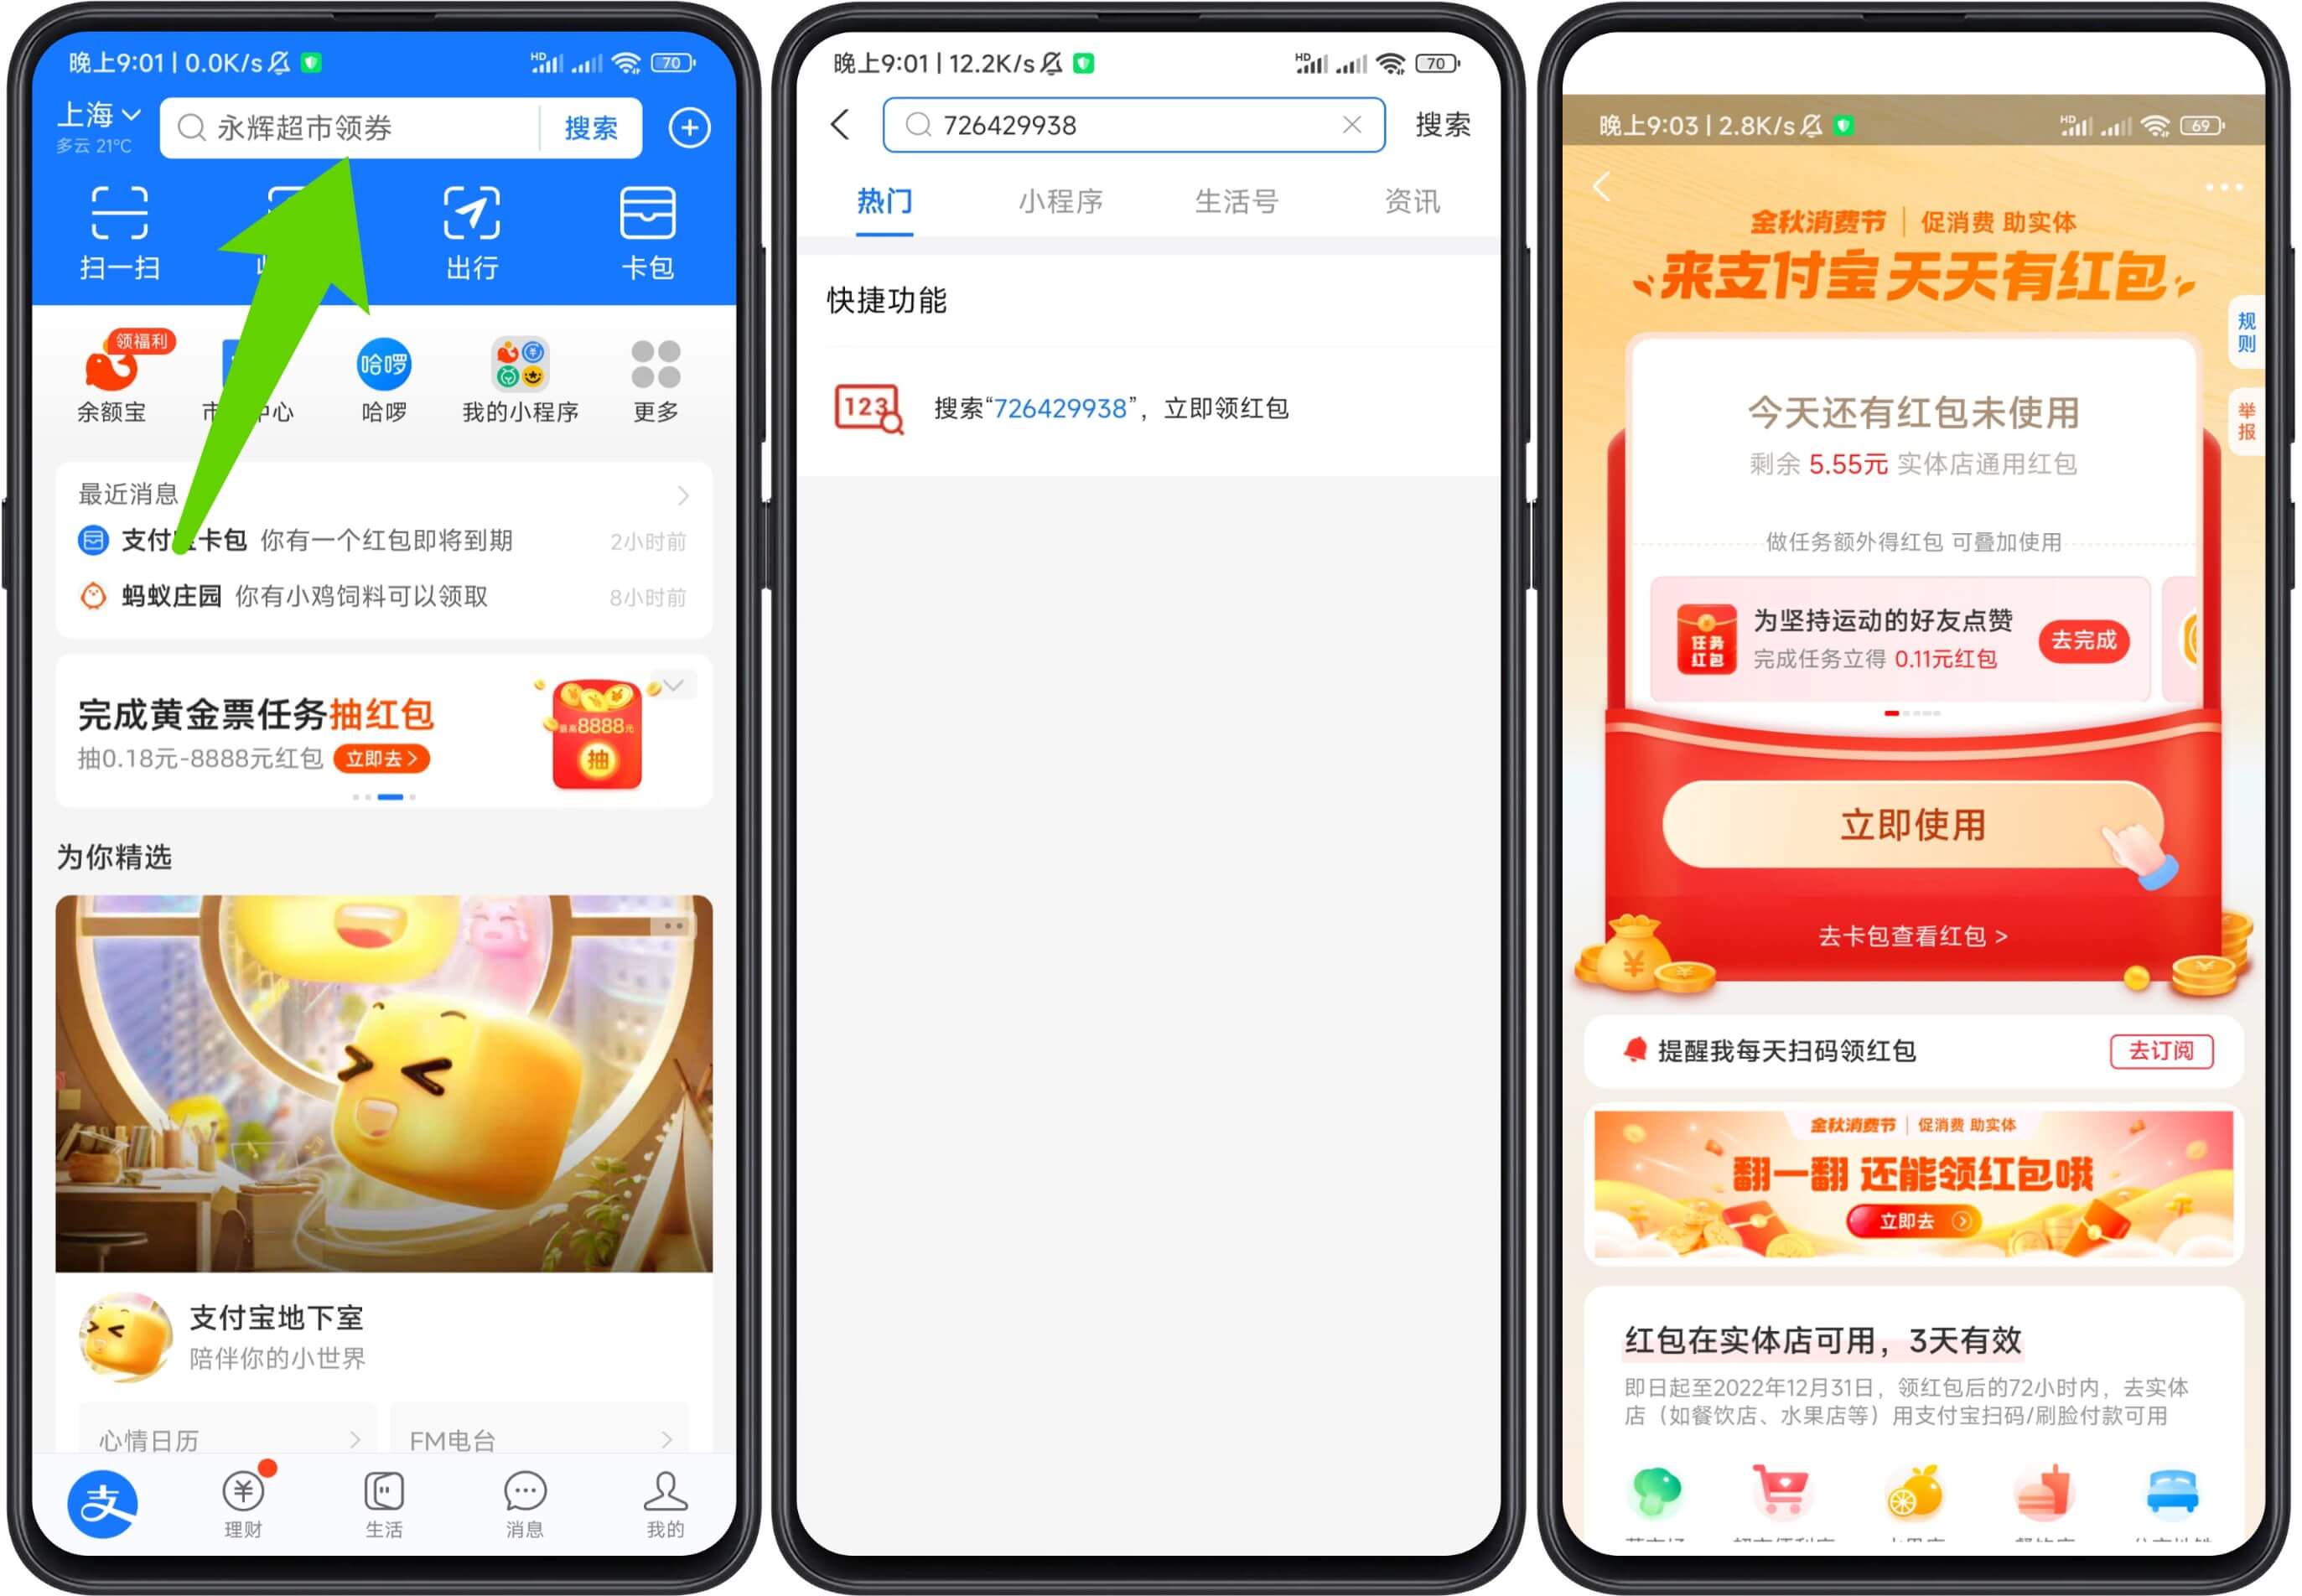 晚上9:01 | 0.0K/s
HD
70
上海
多云 21°C
永辉超市领券
搜索
扫一扫
出行
卡包
领福利
余额宝
哈啰
哈啰
我的小程序
更多
最近消息
支付 卡包 你有一个红包即将到期
2小时前
蚂蚁庄园 你有小鸡饲料可以领取
8小时前
完成黄金票任务抽红包
抽0.18元-8888元红包 立即去 >
最高8888元
抽
为你精选
支付宝地下室
陪伴你的小世界
心情日历
FM电台
支
理财
生活
消息
我的
晚上9:01 | 12.2K/s
HD
70
726429938
搜索
热门
小程序
生活号
资讯
快捷功能
123
搜索“726429938”，立即领红包
晚上9:03 | 2.8K/s
HD
69
金秋消费节 | 促消费 助实体
来支付宝天天有红包
规则
举报
今天还有红包未使用
剩余 5.55元 实体店通用红包
做任务额外得红包 可叠加使用
任务红包
为坚持运动的好友点赞
完成任务立得 0.11元红包
去完成
立即使用
去卡包查看红包 >
提醒我每天扫码领红包
去订阅
金秋消费节 | 促消费 助实体
翻一翻 还能领红包哦
立即去
红包在实体店可用，3天有效
即日起至2022年12月31日，领红包后的72小时内，去实体
店（如餐饮店、水果店等）用支付宝扫码/刷脸付款可用